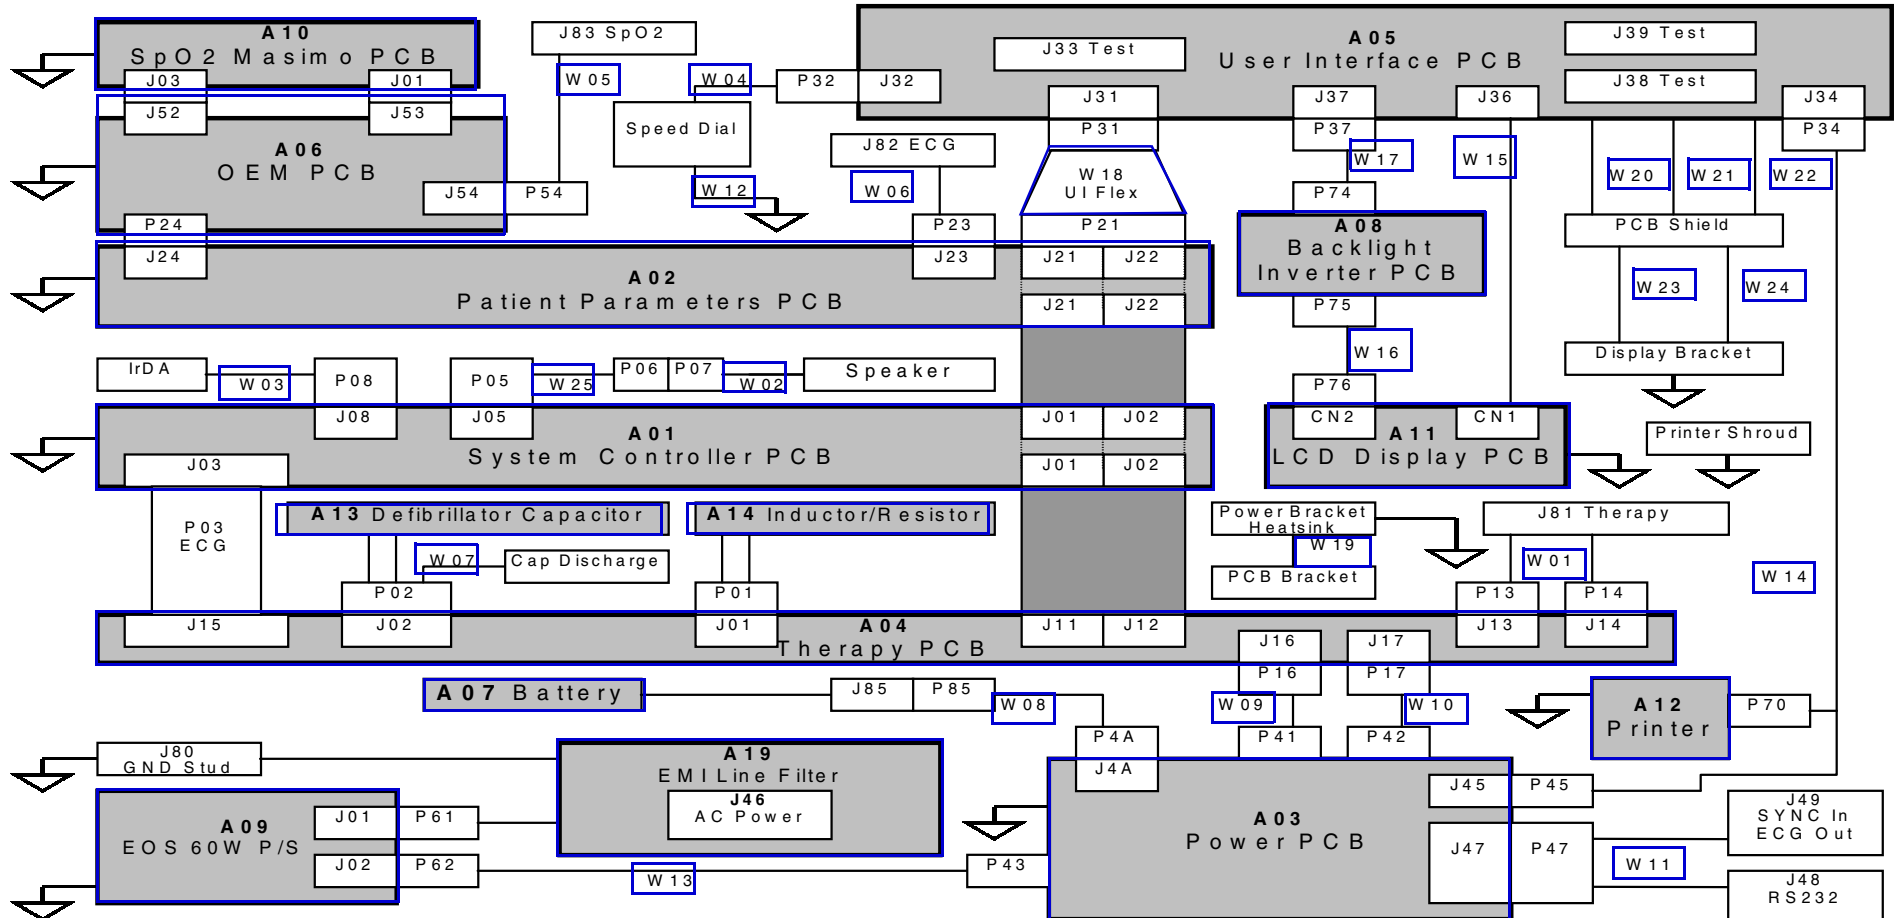 A10
SpO2 Masimo PCB
J03
J01
J52
J53
A06
OEM PCB
J54
P54
P24
J24
J83 SpO2
W05
W04
P32
J32
Speed Dial
W12
J82 ECG
W06
P23
J23
J33 Test
A05
User Interface PCB
J39 Test
J38 Test
J31
P31
J37
P37
J36
J34
P34
W18
UI Flex
P21
W17
W15
W20
W21
W22
P74
A08
Backlight
Inverter PCB
P75
PCB Shield
W23
W24
A02
Patient Parameters PCB
J21
J22
J21
J22
W16
Display Bracket
IrDA
W03
P08
P05
W25
P06
P07
W02
Speaker
P76
J08
J05
A01
System Controller PCB
J01
J02
J01
J02
CN2
CN1
A11
LCD Display PCB
Printer Shroud
J03
P03
ECG
A13 Defibrillator Capacitor
A14 Inductor/Resistor
Power Bracket
Heatsink
J81 Therapy
W07
Cap Discharge
W19
PCB Bracket
W01
W14
P02
P01
P13
P14
J15
J02
J01
A04
Therapy PCB
J11
J12
J13
J14
J16
J17
P16
P17
A07 Battery
J85
P85
W08
W09
W10
A12
Printer
P70
P4A
P41
P42
J80
GND Stud
A19
EMI Line Filter
J46
AC Power
J4A
A03
Power PCB
J45
P45
J49
SYNC In
ECG Out
A09
EOS 60W P/S
J01
P61
J02
P62
W13
P43
J47
P47
W11
J48
RS232